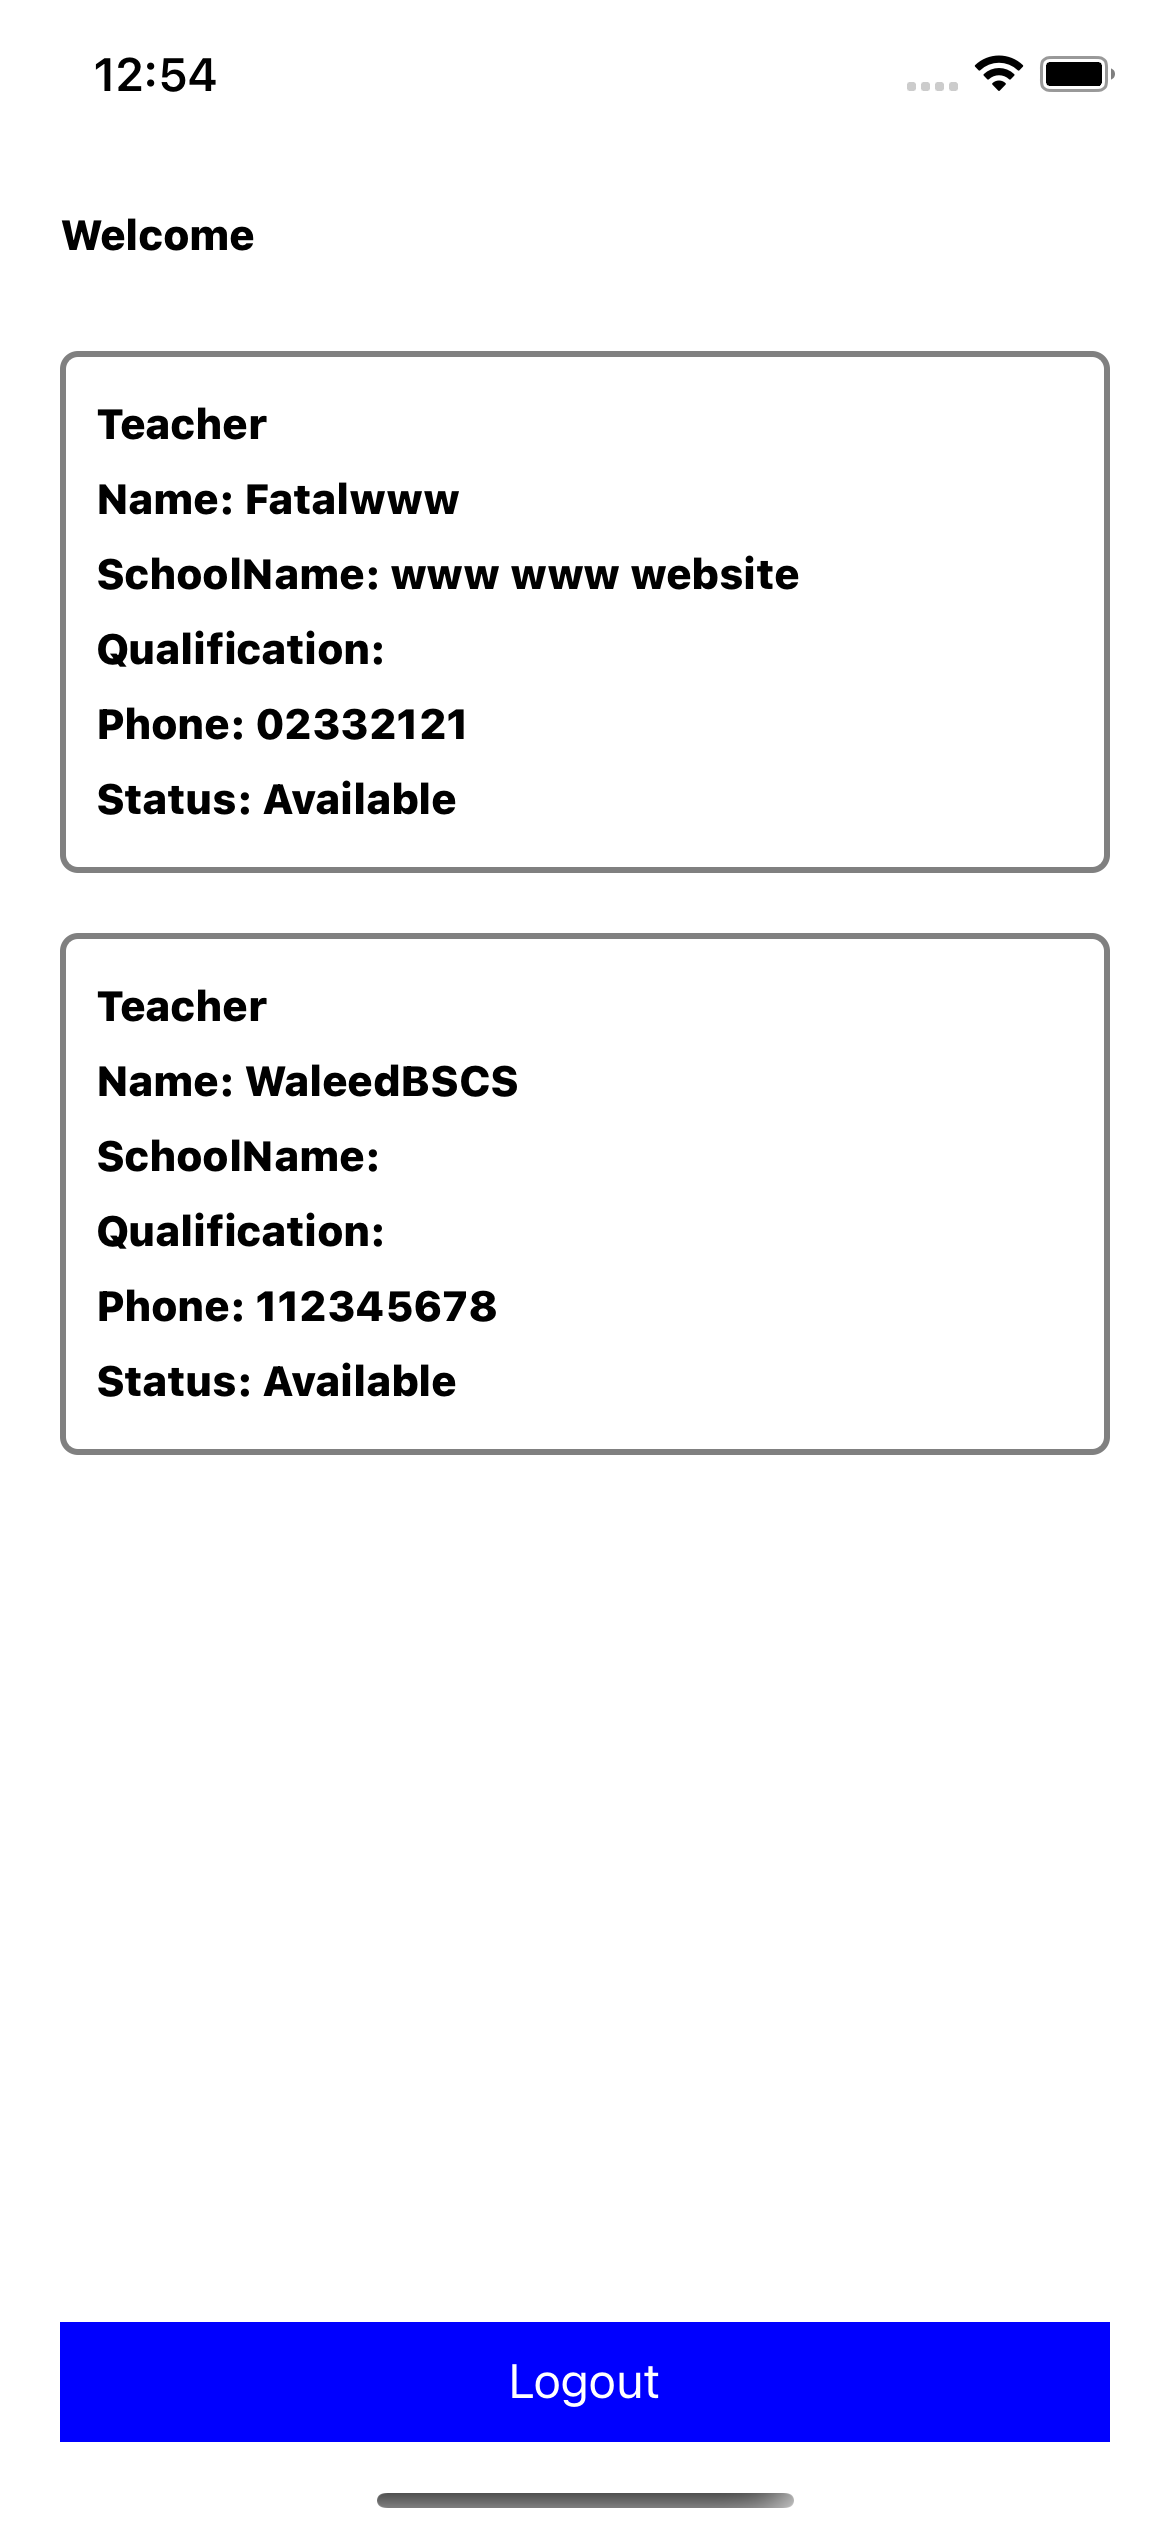 12:54
Welcome
Teacher
Name: Fatalwww
SchoolName: www www website
Qualification:
Phone: 02332121
Status: Available
Teacher
Name: WaleedBSCS
SchoolName:
Qualification:
Phone: 112345678
Status: Available
Logout